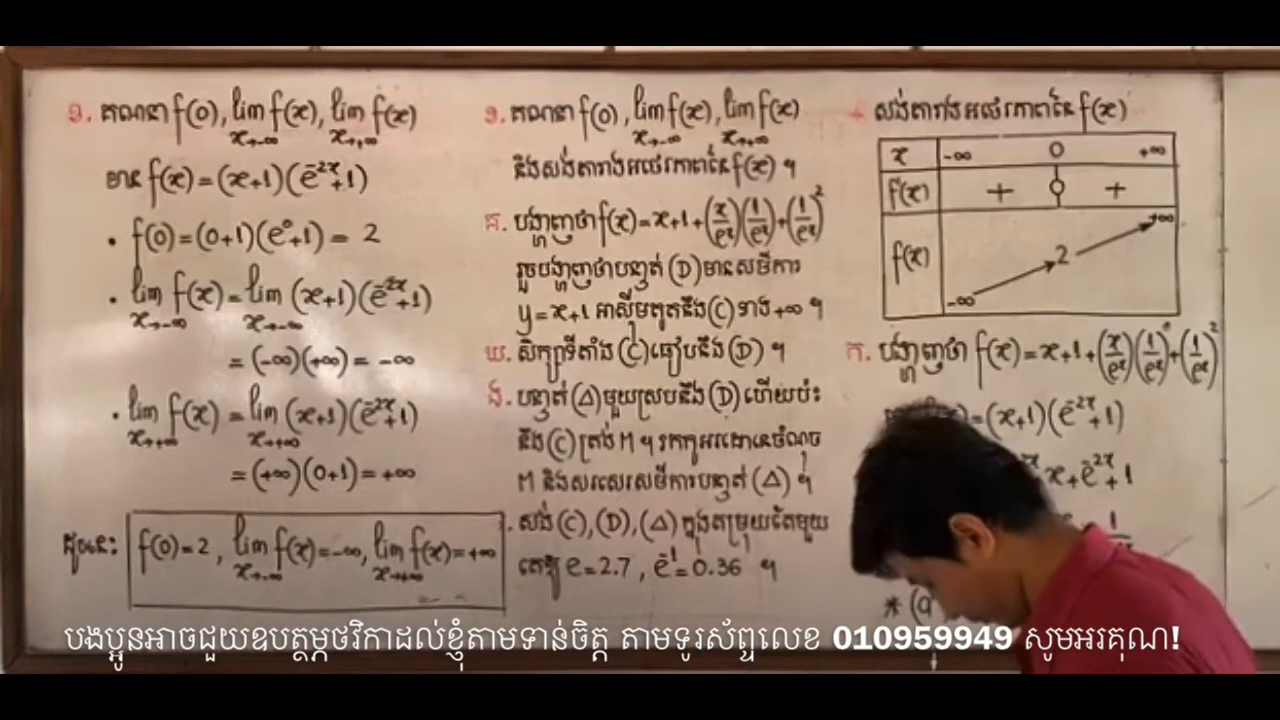 ១. គណនា f(0), lim f(x), lim f(x)
x→-∞ x→+∞
មាន f(x) = (x+1)(e^-2x+1)
• f(0) = (0+1)(e^0+1) = 2
• lim f(x) = lim (x+1)(e^-2x+1)
x→-∞ x→-∞
= (-∞)(+∞) = -∞
• lim f(x) = lim (x+1)(e^-2x+1)
x→+∞ x→+∞
= (+∞)(0+1) = +∞
ដូចនេះ f(0)=2, lim f(x)=-∞, lim f(x)=+∞
x→-∞ x→+∞
១. គណនា f(0), lim f(x), lim f(x)
x→-∞ x→+∞
និងសង់តារាងអថេរភាពនៃ f(x) ។
គ. បង្ហាញថា f(x) = x+1+(x/e^x)(1/e^x)+(1/e^x)^2
រួចបង្ហាញថាបន្ទាត់ (D) មានសមីការ
y = x+1 អាស៊ីមតូតនឹង (C) ខាង +∞ ។
ឃ. សិក្សាទីតាំង (C) ធៀបនឹង (D) ។
ង. បន្ទាត់ (Δ) មួយស្របនឹង (D) ហើយប៉ះ
នឹង (C) ត្រង់ M ។ រកកូអរដោនេចំណុច
M និងសរសេរសមីការបន្ទាត់ (Δ) ។
. សង់ (C), (D), (Δ) ក្នុងតម្រុយតែមួយ
គេឲ្យ e = 2.7, e^-1 = 0.36 ។
+ សង់តារាងអថេរភាពនៃ f(x)
x -∞ 0 +∞
f'(x) + 0 +
f(x) -∞ 2 +∞
គ. បង្ហាញថា f(x) = x+1+(x/e^x)(1/e^x)+(1/e^x)^2
= (x+1)(e^-2x+1)
x+e^-2x+1
* (
បងប្អូនអាចជួយឧបត្ថម្ភថវិកាដល់ខ្ញុំតាមទាន់ចិត្ត តាមទូរស័ព្ទលេខ 010959949 សូមអរគុណ!